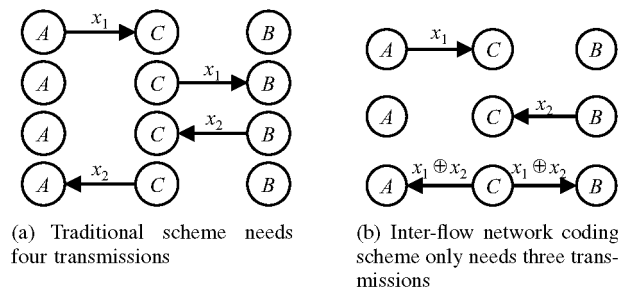 A x₁ C B
A C x₁ B
A C x₂ B
A x₂ C B
(a) Traditional scheme needs
four transmissions
A x₁ C B
A C x₂ B
A x₁⊕x₂ C x₁⊕x₂ B
(b) Inter-flow network coding
scheme only needs three trans-
missions